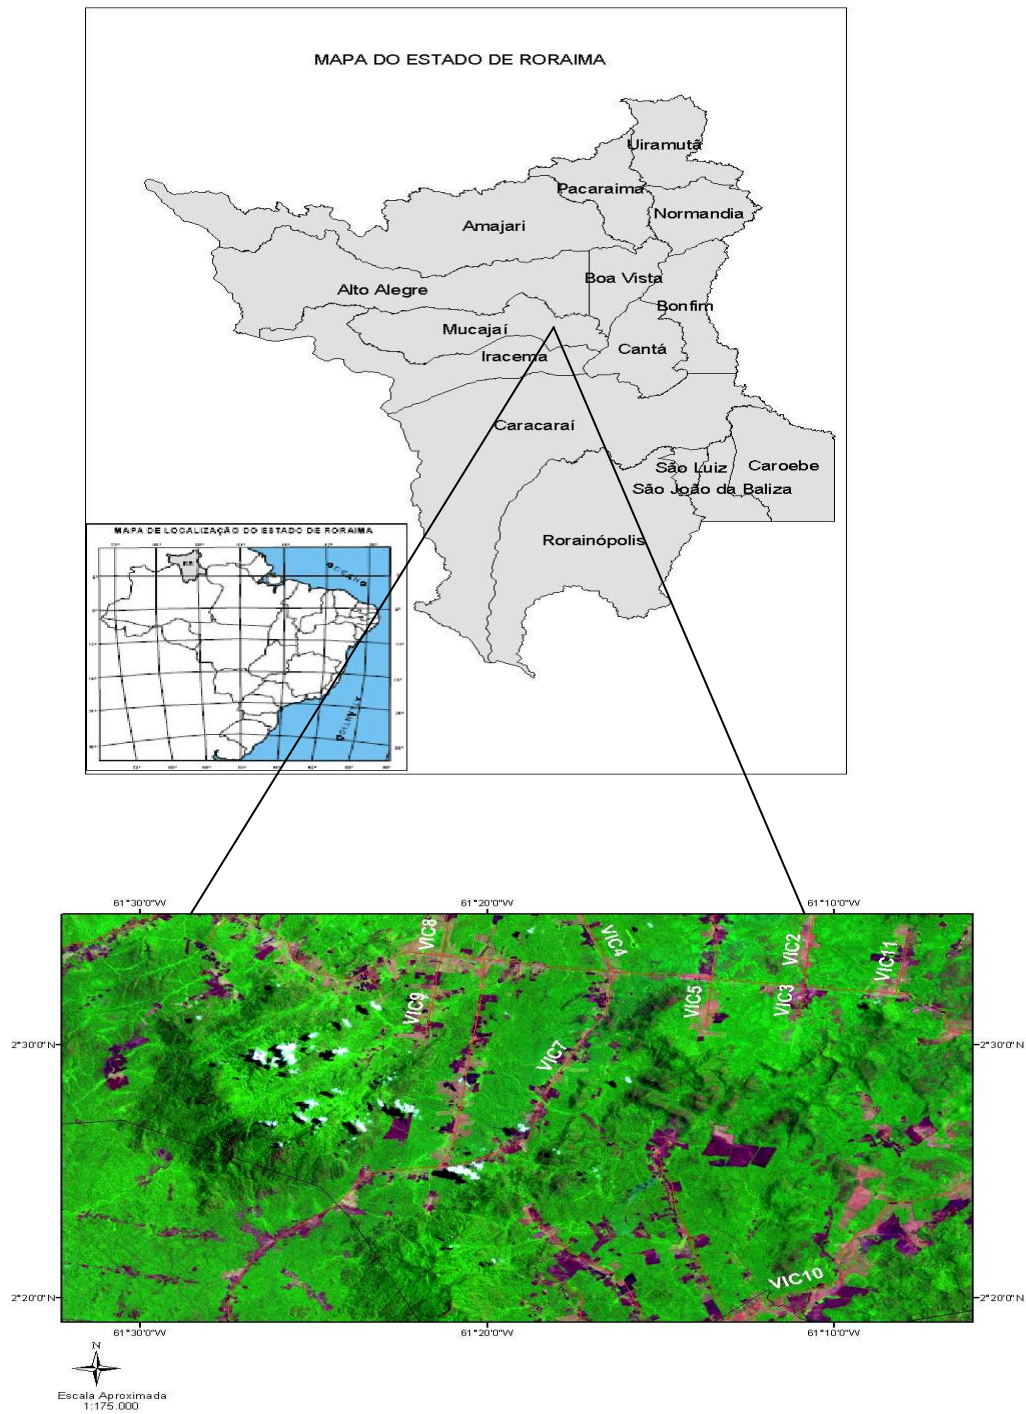 MAPA DO ESTADO DE RORAIMA
Uiramutã
Pacaraima
Normandia
Amajari
Boa Vista
Alto Alegre
Bonfim
Mucajaí
Cantá
Iracema
Caracaraí
São Luiz
Caroebe
São João da Baliza
Rorainópolis
MAPA DE LOCALIZAÇÃO DO ESTADO DE RORAIMA
RR
OCEANO
ATLÂNTICO
61°30'0"W
61°20'0"W
61°10'0"W
VIC8
VIC4
VIC2
VIC11
VIC9
VIC5
VIC3
2°30'0"N
2°30'0"N
VIC7
VIC10
2°20'0"N
2°20'0"N
61°30'0"W
61°20'0"W
61°10'0"W
N
Escala Aproximada
1:175.000